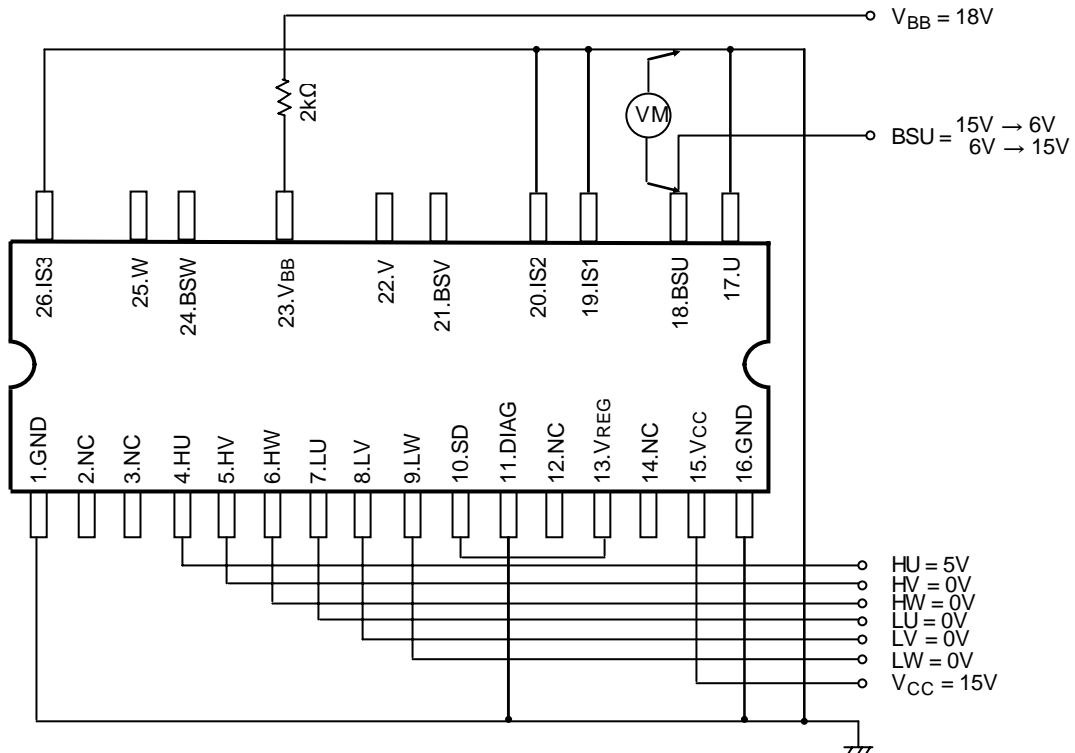 VBB = 18V
2kΩ
VM
BSU = 15V → 6V
6V → 15V
26.IS3
25.W
24.BSW
23.VBB
22.V
21.BSV
20.IS2
19.IS1
18.BSU
17.U
1.GND
2.NC
3.NC
4.HU
5.HV
6.HW
7.LU
8.LV
9.LW
10.SD
11.DIAG
12.NC
13.VREG
14.NC
15.VCC
16.GND
HU = 5V
HV = 0V
HW = 0V
LU = 0V
LV = 0V
LW = 0V
VCC = 15V